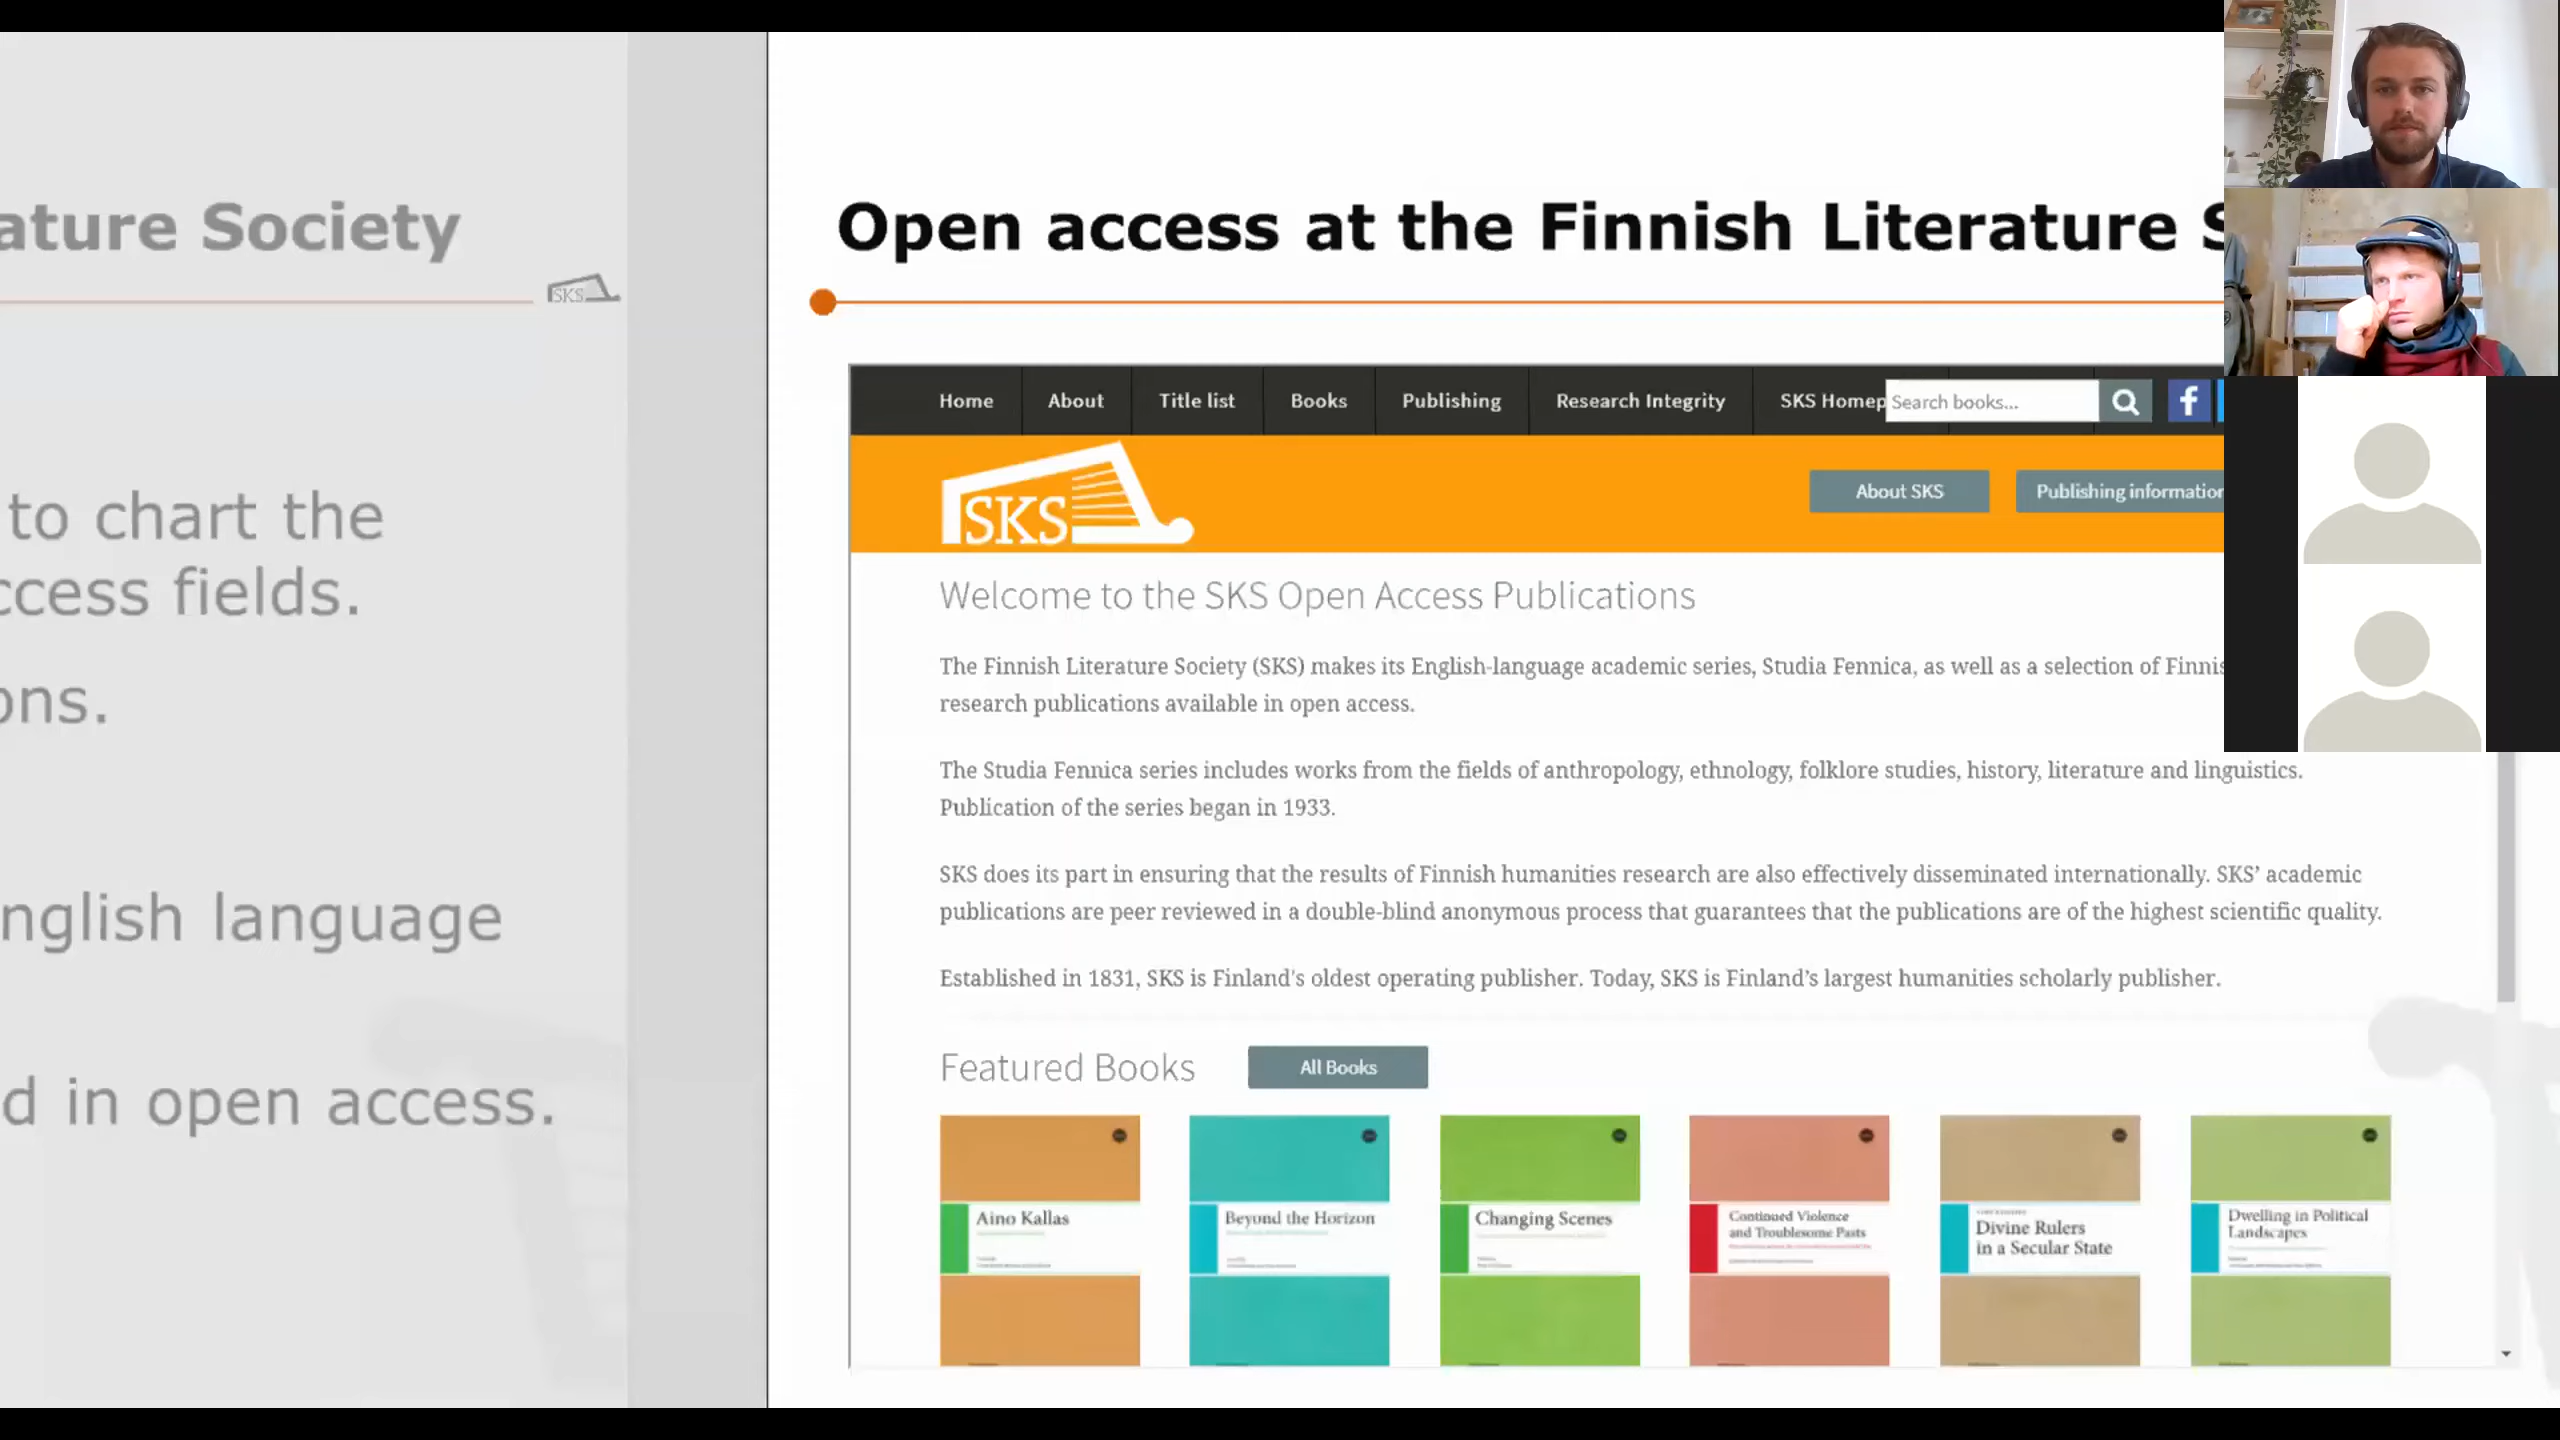 ature Society
SKS
to chart the
ccess fields.
ons.
nglish language
d in open access.
Open access at the Finnish Literature S
Home About Title list Books Publishing Research Integrity SKS Homep Search books... f
SKS
About SKS Publishing information
Welcome to the SKS Open Access Publications
The Finnish Literature Society (SKS) makes its English-language academic series, Studia Fennica, as well as a selection of Finnis
research publications available in open access.
The Studia Fennica series includes works from the fields of anthropology, ethnology, folklore studies, history, literature and linguistics.
Publication of the series began in 1933.
SKS does its part in ensuring that the results of Finnish humanities research are also effectively disseminated internationally. SKS’ academic
publications are peer reviewed in a double-blind anonymous process that guarantees that the publications are of the highest scientific quality.
Established in 1831, SKS is Finland's oldest operating publisher. Today, SKS is Finland’s largest humanities scholarly publisher.
Featured Books All Books
Aino Kallas
Beyond the Horizon
Changing Scenes
Continued Violence
and Troublesome Pasts
Divine Rulers
in a Secular State
Dwelling in Political
Landscapes